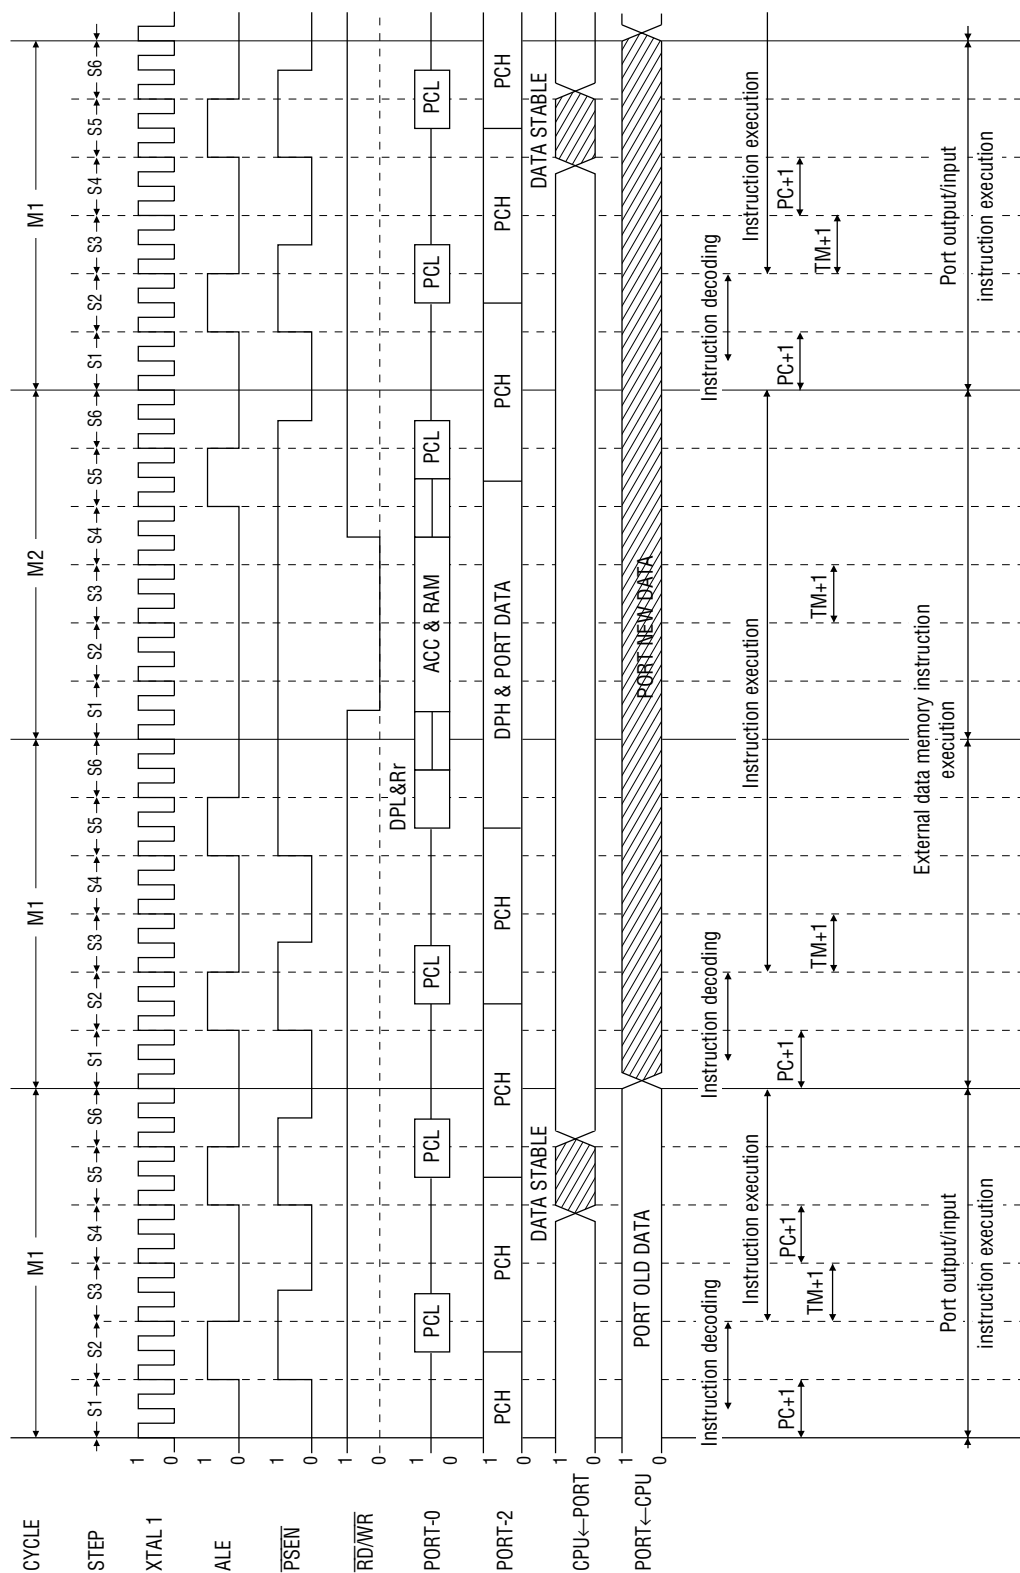 CYCLE M1 M1 M2 M1
STEP S1 S2 S3 S4 S5 S6 S1 S2 S3 S4 S5 S6 S1 S2 S3 S4 S5 S6 S1 S2 S3 S4 S5 S6
XTAL 1 1 0
ALE 1 0
PSEN 1 0
RD/WR 1 0
DPL&Rr
PORT-0 1 0 PCL PCL PCL ACC & RAM PCL PCL PCL
PORT-2 1 0 PCH PCH PCH PCH DPH & PORT DATA PCH PCH PCH
DATA STABLE DATA STABLE
CPU←PORT 1 0
PORT←CPU 1 0 PORT OLD DATA PORT NEW DATA
Instruction decoding Instruction decoding Instruction decoding
Instruction execution Instruction execution Instruction execution
PC+1 PC+1 PC+1 PC+1 PC+1
TM+1 TM+1 TM+1 TM+1
Port output/input
instruction execution
External data memory instruction
execution
Port output/input
instruction execution